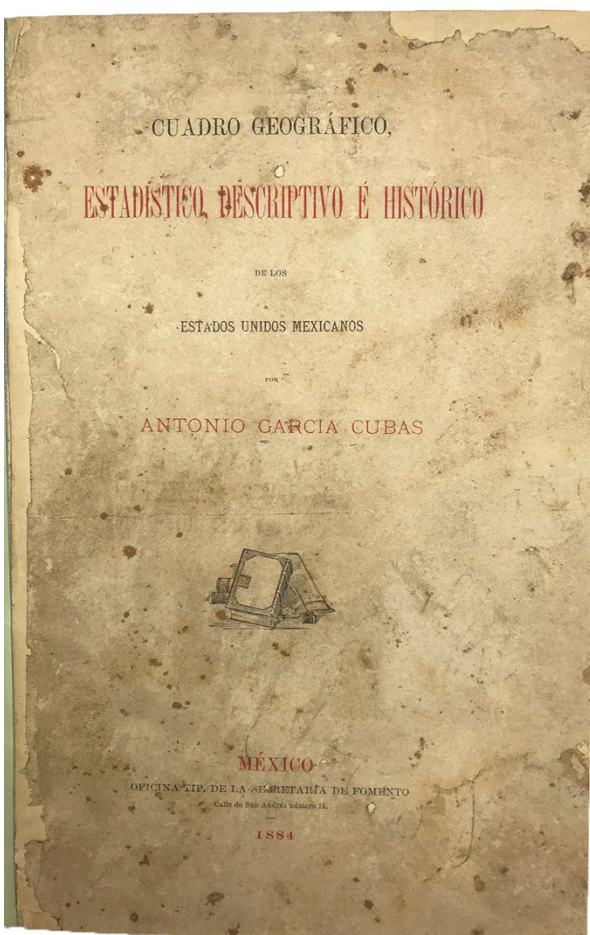 CUADRO GEOGRÁFICO,
ESTADÍSTICO, DESCRIPTIVO É HISTÓRICO
DE LOS
ESTADOS UNIDOS MEXICANOS
POR
ANTONIO GARCIA CUBAS
MÉXICO
OFICINA TIP. DE LA SECRETARÍA DE FOMENTO
Calle de San Andrés número 15.
1884